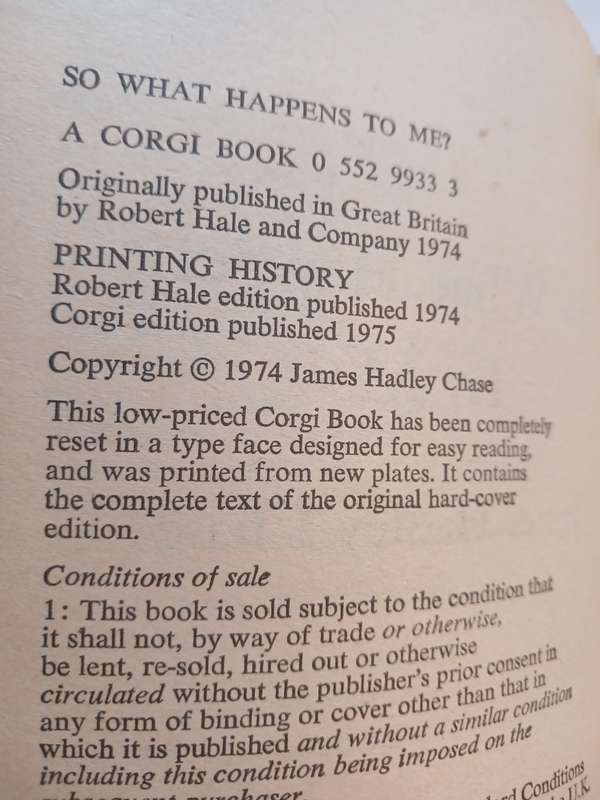 SO WHAT HAPPENS TO ME?
A CORGI BOOK 0 552 9933 3
Originally published in Great Britain
by Robert Hale and Company 1974
PRINTING HISTORY
Robert Hale edition published 1974
Corgi edition published 1975
Copyright © 1974 James Hadley Chase
This low-priced Corgi Book has been completely
reset in a type face designed for easy reading,
and was printed from new plates. It contains
the complete text of the original hard-cover
edition.
Conditions of sale
1: This book is sold subject to the condition that
it shall not, by way of trade or otherwise,
be lent, re-sold, hired out or otherwise
circulated without the publisher's prior consent in
any form of binding or cover other than that in
which it is published and without a similar condition
including this condition being imposed on the
subsequent purchaser.
Conditions
U.K.